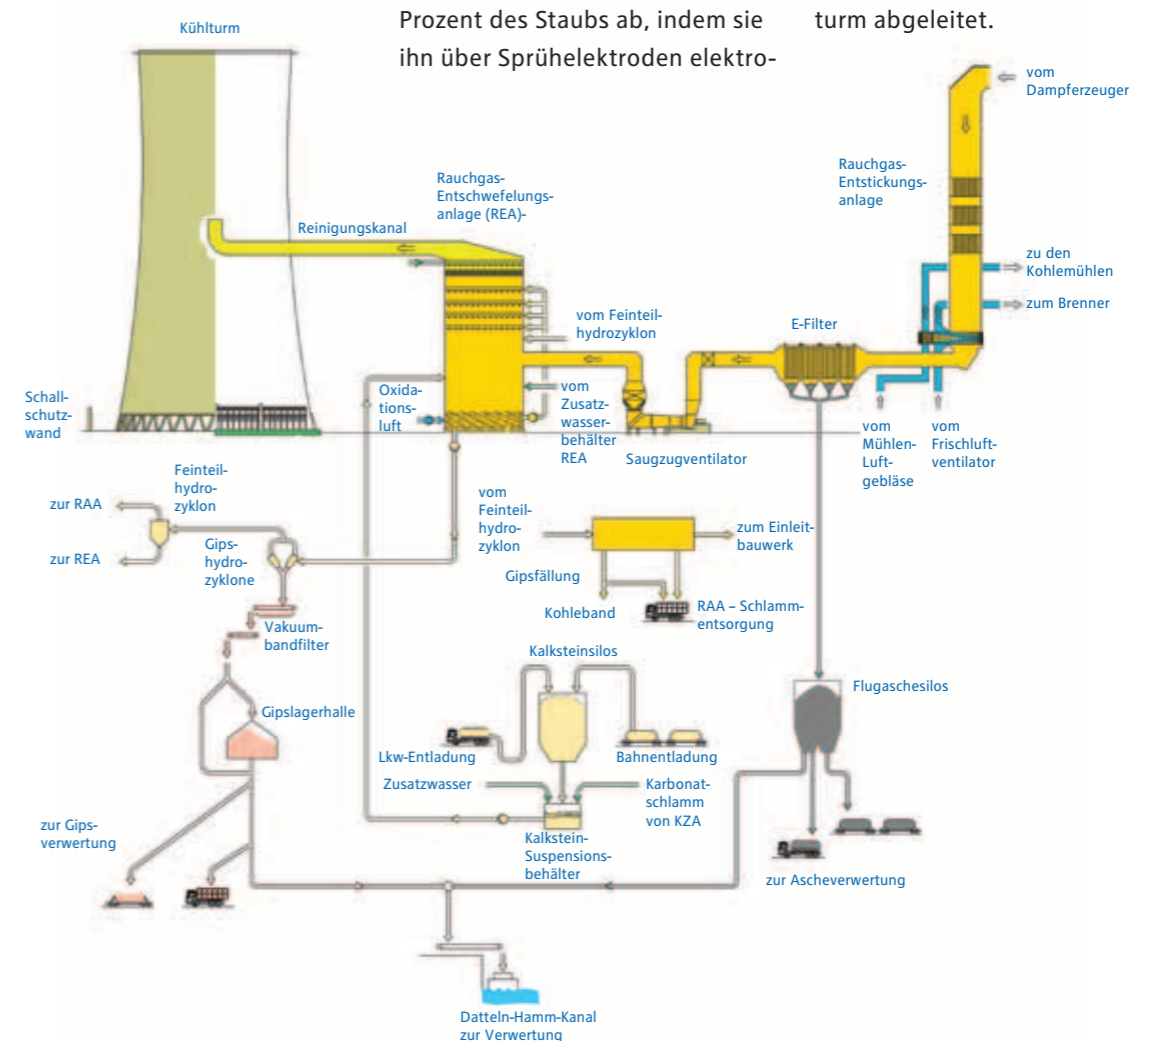 Prozent des Staubs ab, indem sie
ihn über Sprühelektroden elektro-
turm abgeleitet.
Kühlturm
vom
Dampferzeuger
Rauchgas-
Entstickungs-
anlage
Rauchgas-
Entschwefelungs-
anlage (REA)-
Reinigungskanal
zu den
Kohlemühlen
zum Brenner
vom Feinteil-
hydrozyklon
E-Filter
Schall-
schutz-
wand
Oxida-
tions-
luft
vom
Zusatz-
wasser-
behälter
REA
Saugzugventilator
vom
Mühlen-
Luft-
gebläse
vom
Frischluft-
ventilator
Feinteil-
hydro-
zyklon
zur RAA
zur REA
Gips-
hydro-
zyklone
vom
Feinteil-
hydro-
zyklon
zum Einleit-
bauwerk
Gipsfällung
Kohleband
RAA – Schlamm-
entsorgung
Vakuum-
bandfilter
Kalksteinsilos
Flugaschesilos
Gipslagerhalle
Lkw-Entladung
Bahnentladung
Zusatzwasser
Karbonat-
schlamm
von KZA
Kalkstein-
Suspensions-
behälter
zur Gips-
verwertung
zur Ascheverwertung
Datteln-Hamm-Kanal
zur Verwertung